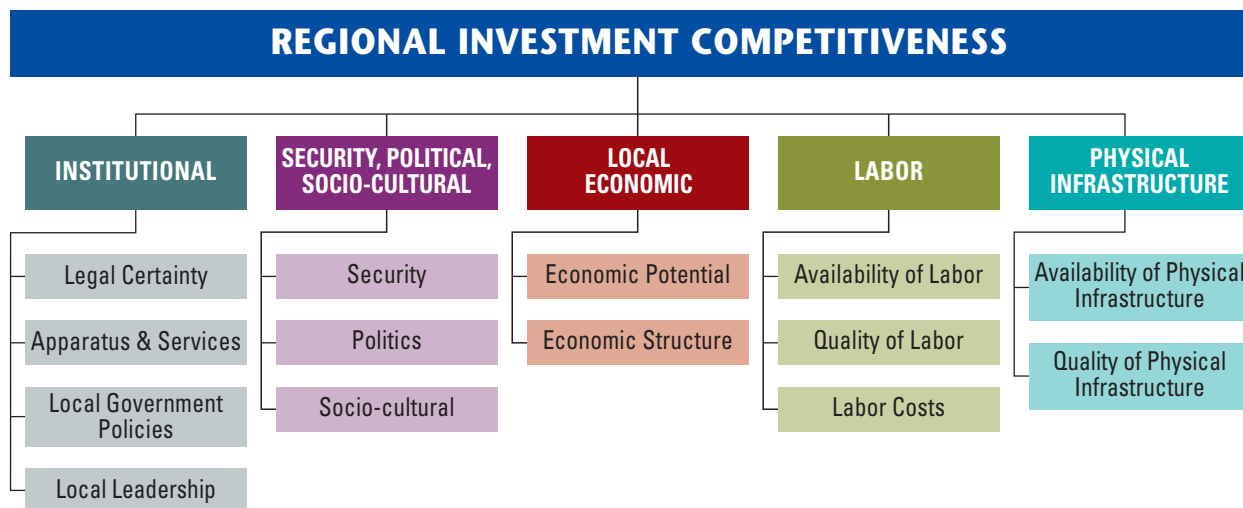 REGIONAL INVESTMENT COMPETITIVENESS
INSTITUTIONAL
Legal Certainty
Apparatus & Services
Local Government
Policies
Local Leadership
SECURITY, POLITICAL,
SOCIO-CULTURAL
Security
Politics
Socio-cultural
LOCAL
ECONOMIC
Economic Potential
Economic Structure
LABOR
Availability of Labor
Quality of Labor
Labor Costs
PHYSICAL
INFRASTRUCTURE
Availability of Physical
Infrastructure
Quality of Physical
Infrastructure